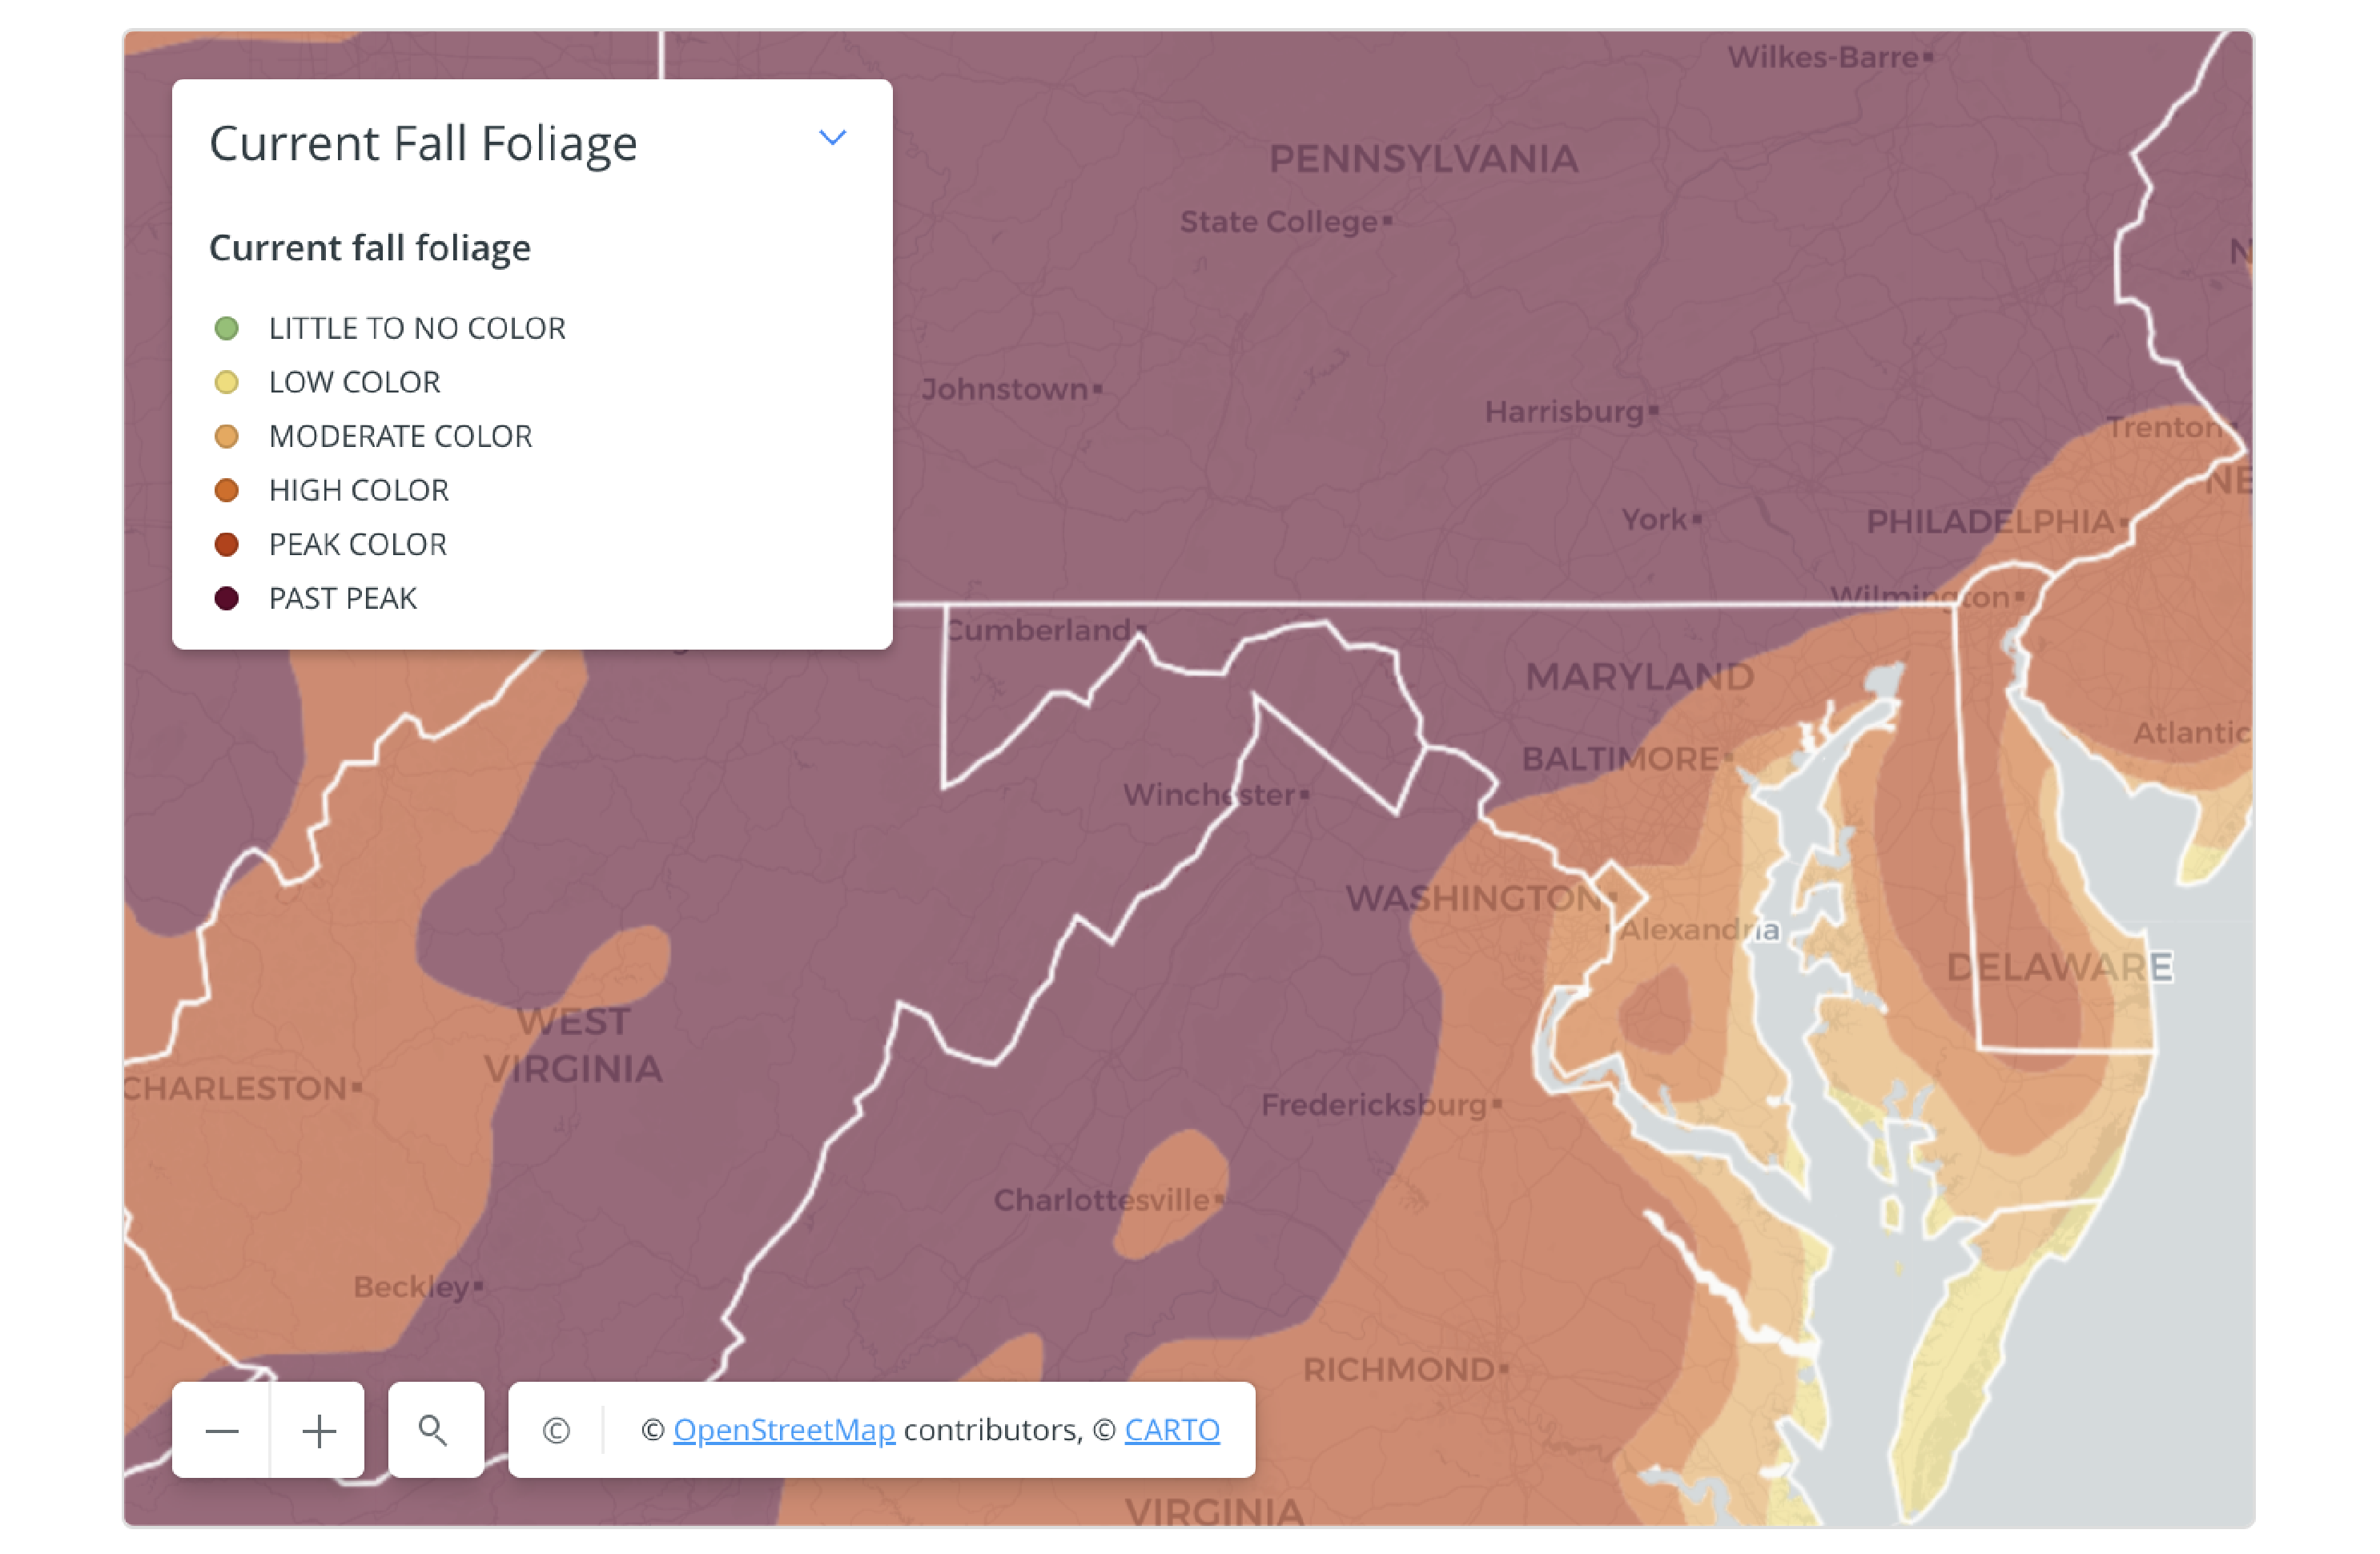 Current Fall Foliage
Current fall foliage
LITTLE TO NO COLOR
LOW COLOR
MODERATE COLOR
HIGH COLOR
PEAK COLOR
PAST PEAK
Wilkes-Barre
PENNSYLVANIA
State College
Johnstown
Harrisburg
Trenton
NE
York
PHILADELPHIA
Wilmington
Cumberland
MARYLAND
Atlantic
BALTIMORE
Winchester
WASHINGTON
Alexandria
DELAWARE
WEST
VIRGINIA
CHARLESTON
Fredericksburg
Charlottesville
Beckley
RICHMOND
© © OpenStreetMap contributors, © CARTO
VIRGINIA